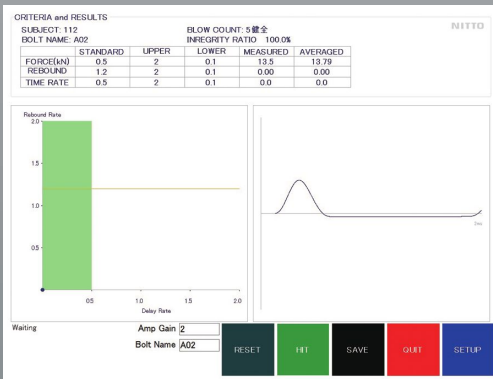 CRITERIA and RESULTS
SUBJECT: 112 BLOW COUNT: 5健全 NITTO
BOLT NAME: A02 INREGRITY RATIO 100.0%
STANDARD UPPER LOWER MEASURED AVERAGED
FORCE(kN) 0.5 2 0.1 13.5 13.79
REBOUND 1.2 2 0.1 0.00 0.00
TIME RATE 0.5 2 0.1 0.0 0.0
Rebound Rate
2.0
1.5
1.0
0.5
0.5 1.0 1.5 2.0
Delay Rate
Waiting
Amp Gain 2
Bolt Name A02
RESET HIT SAVE QUIT SETUP